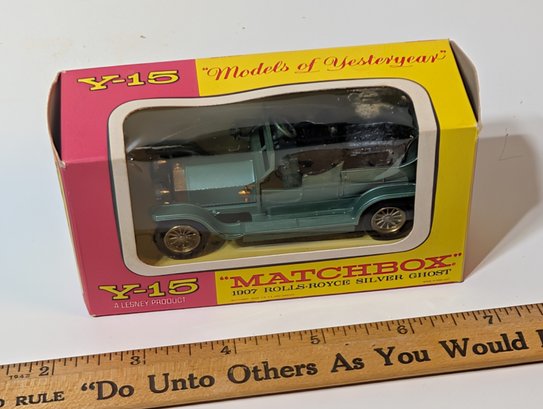 Y-15
"Models of Yesteryear"
Y-15
A LESNEY PRODUCT
"MATCHBOX"
1907 ROLLS-ROYCE SILVER GHOST
1 2 3 4 5 6 7
RULE "Do Unto Others As You Would